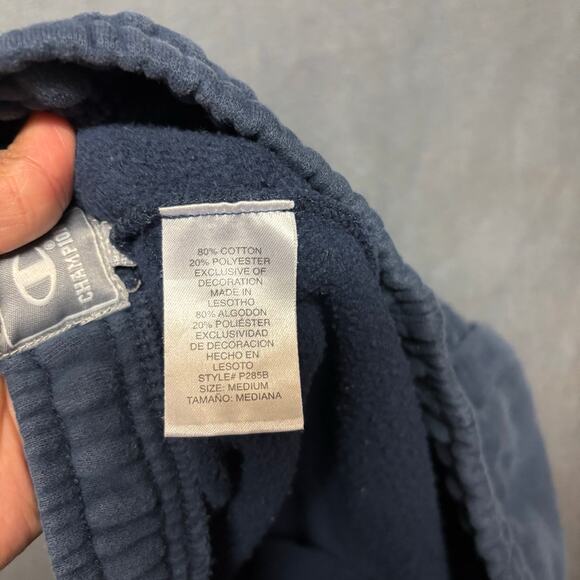 80% COTTON
20% POLYESTER
EXCLUSIVE OF
DECORATION
MADE IN
LESOTHO
80% ALGODON
20% POLIÉSTER
EXCLUSIVIDAD
DE DECORACION
HECHO EN
LESOTO
STYLE# P285B
SIZE: MEDIUM
TAMAÑO: MEDIANA